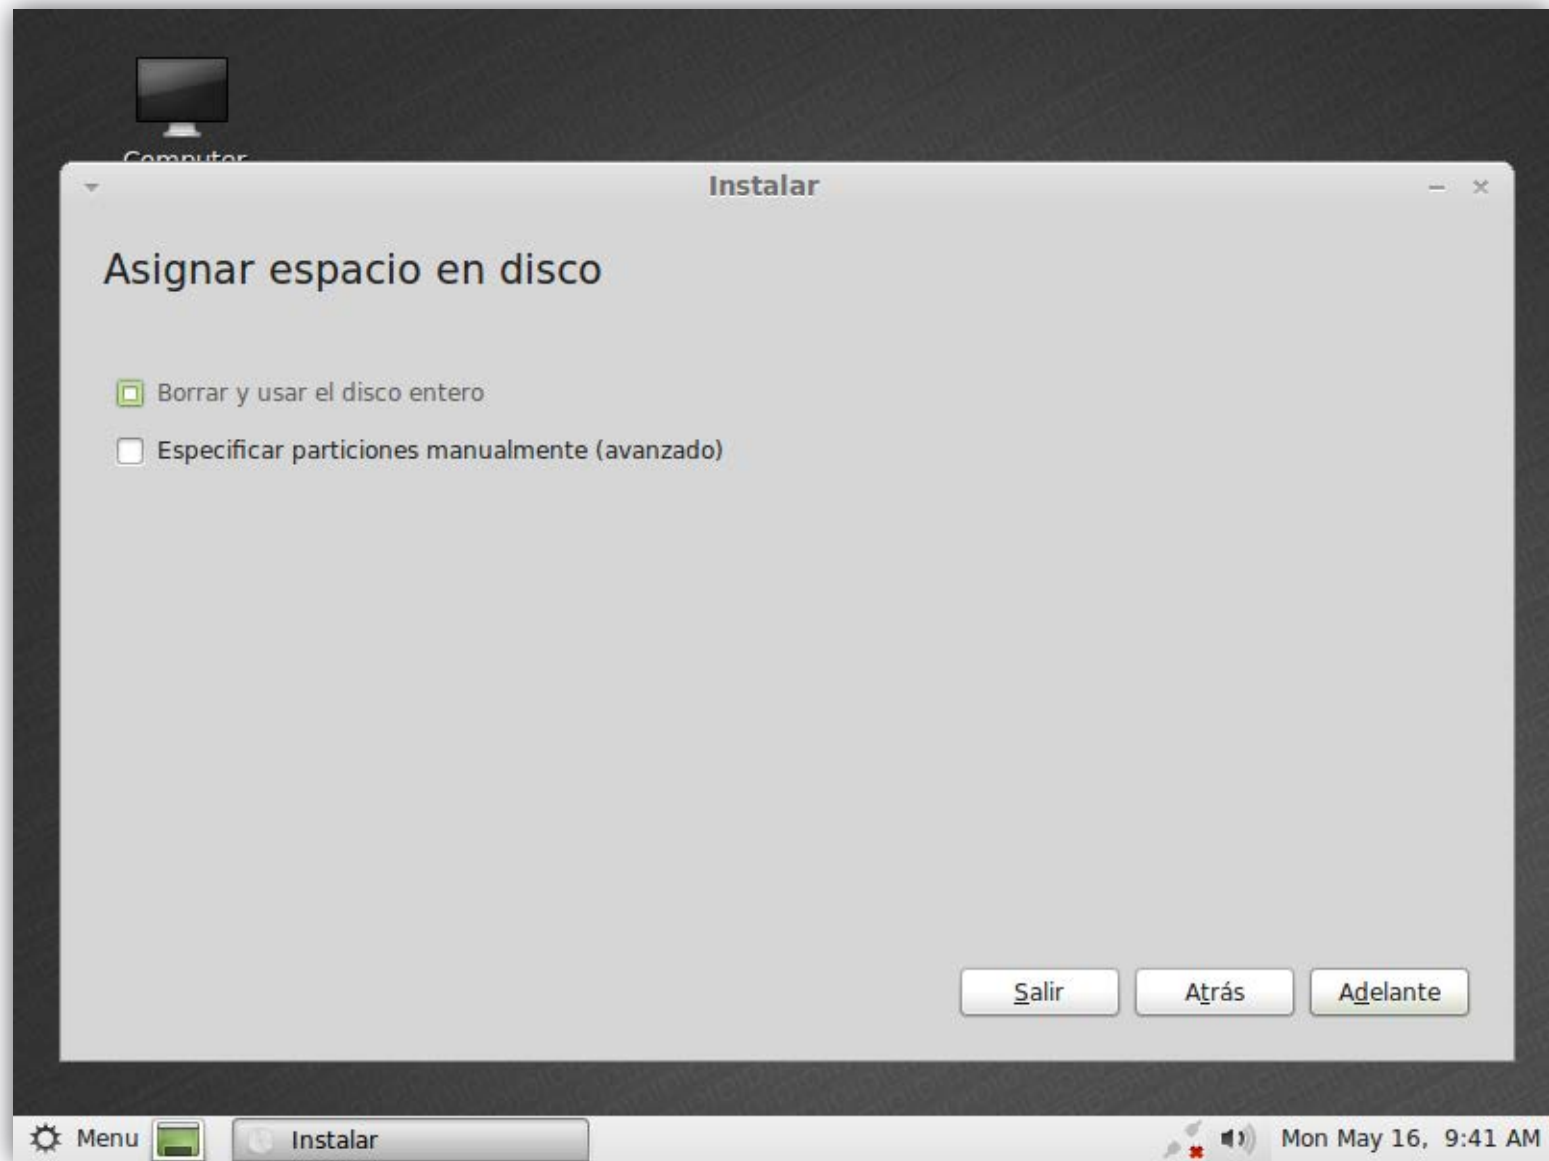 Computer
Instalar
Asignar espacio en disco
Borrar y usar el disco entero
Especificar particiones manualmente (avanzado)
Salir Atrás Adelante
Menu Instalar Mon May 16, 9:41 AM